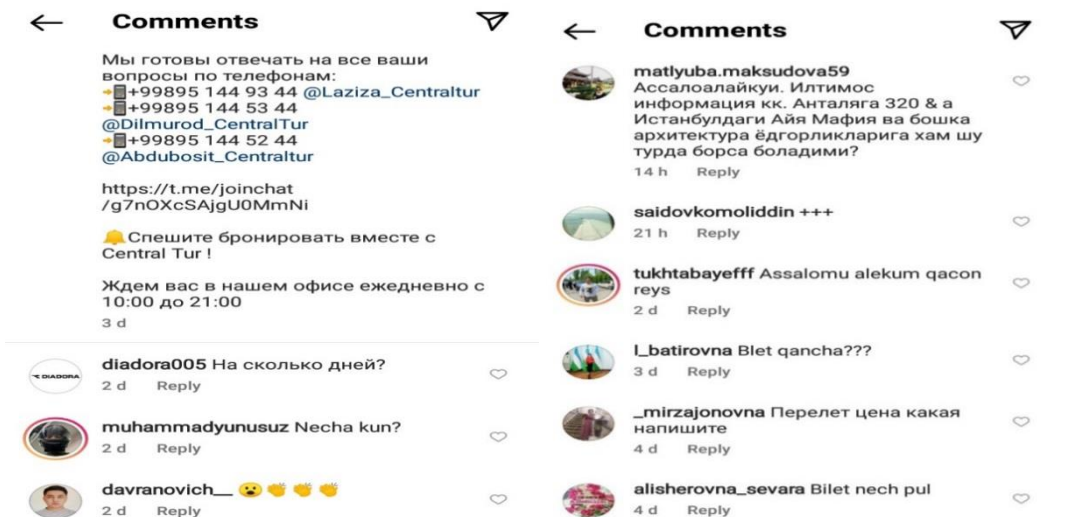 Comments
Мы готовы отвечать на все ваши
вопросы по телефонам:
+99895 144 93 44 @Laziza_Centraltur
+99895 144 53 44
@Dilmurod_CentralTur
+99895 144 52 44
@Abdubosit_Centraltur
https://t.me/joinchat
/g7nOXcSAjgU0MmNi
🔔Спешите бронировать вместе с
Central Tur !
Ждем вас в нашем офисе ежедневно с
10:00 до 21:00
3 d
DIADORA
diadora005 На сколько дней?
2 d Reply
muhammadyunusuz Necha kun?
2 d Reply
davranovich__ 😮👏👏👏
2 d Reply
Comments
matlyuba.maksudova59
Ассалоалайкуи. Илтимос
информация кк. Анталяга 320 & а
Истанбулдаги Айя Мафия ва бошка
архитектура ёдгорликларига хам шу
турда борса боладими?
14 h Reply
saidovkomoliddin +++
21 h Reply
tukhtabayefff Assalomu alekum qacon
reys
2 d Reply
l_batirovna Blet qancha???
3 d Reply
_mirzajonovna Перелет цена какая
напишите
4 d Reply
alisherovna_sevara Bilet nech pul
4 d Reply